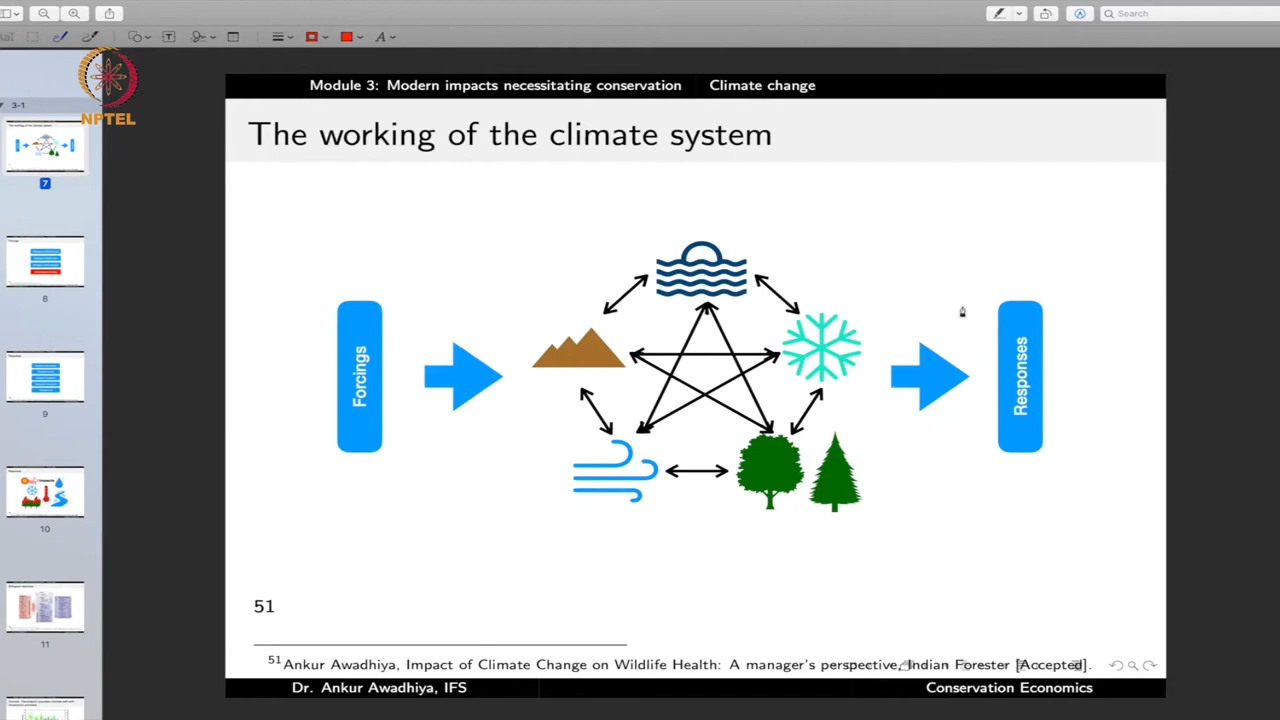 Search
NPTEL
3-1
7
8
9
10
11
Module 3: Modern impacts necessitating conservation Climate change
The working of the climate system
Forcings
Responses
51
51 Ankur Awadhiya, Impact of Climate Change on Wildlife Health: A manager's perspective, Indian Forester [Accepted].
Dr. Ankur Awadhiya, IFS Conservation Economics